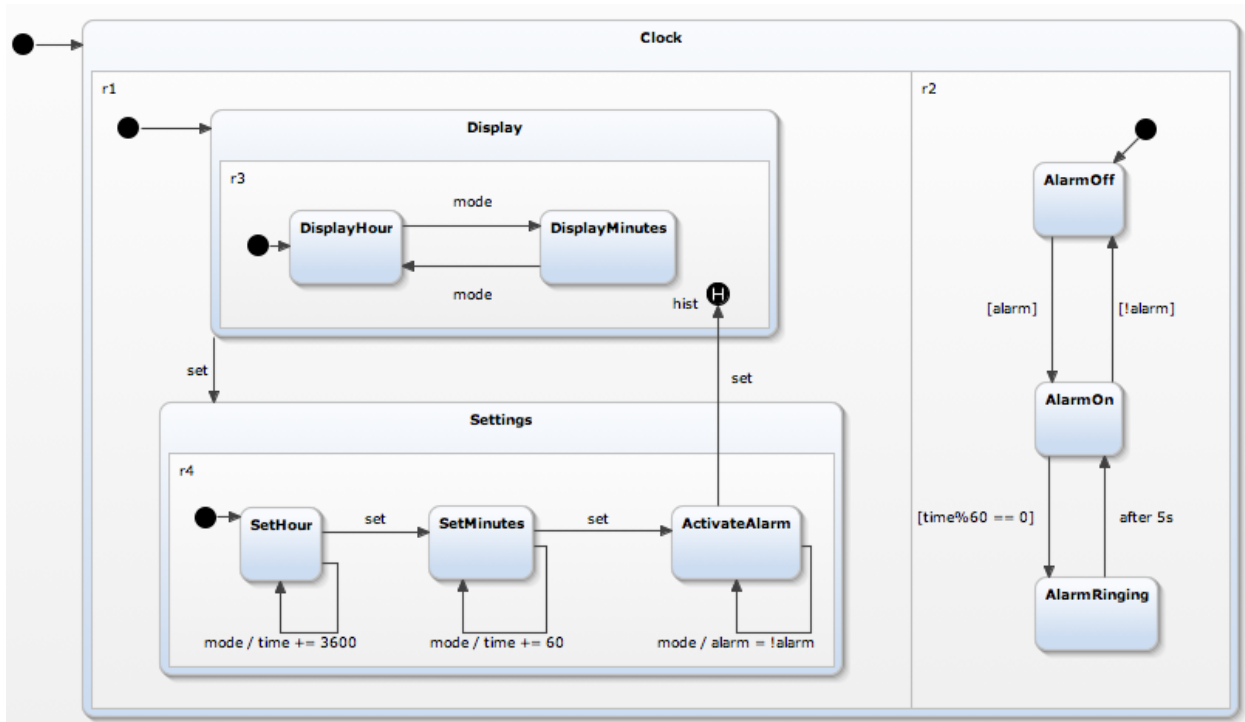 Clock
r1
r2
Display
AlarmOff
r3
mode
DisplayHour
DisplayMinutes
mode
hist
H
[alarm]
[!alarm]
set
set
AlarmOn
Settings
r4
SetHour
set
SetMinutes
set
ActivateAlarm
[time%60 == 0]
after 5s
AlarmRinging
mode / time += 3600
mode / time += 60
mode / alarm = !alarm